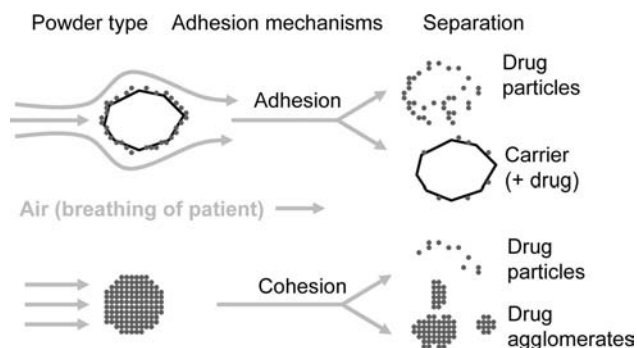 Powder type Adhesion mechanisms Separation
Drug
particles
Adhesion
Carrier
(+ drug)
Air (breathing of patient)
Drug
particles
Cohesion
Drug
agglomerates